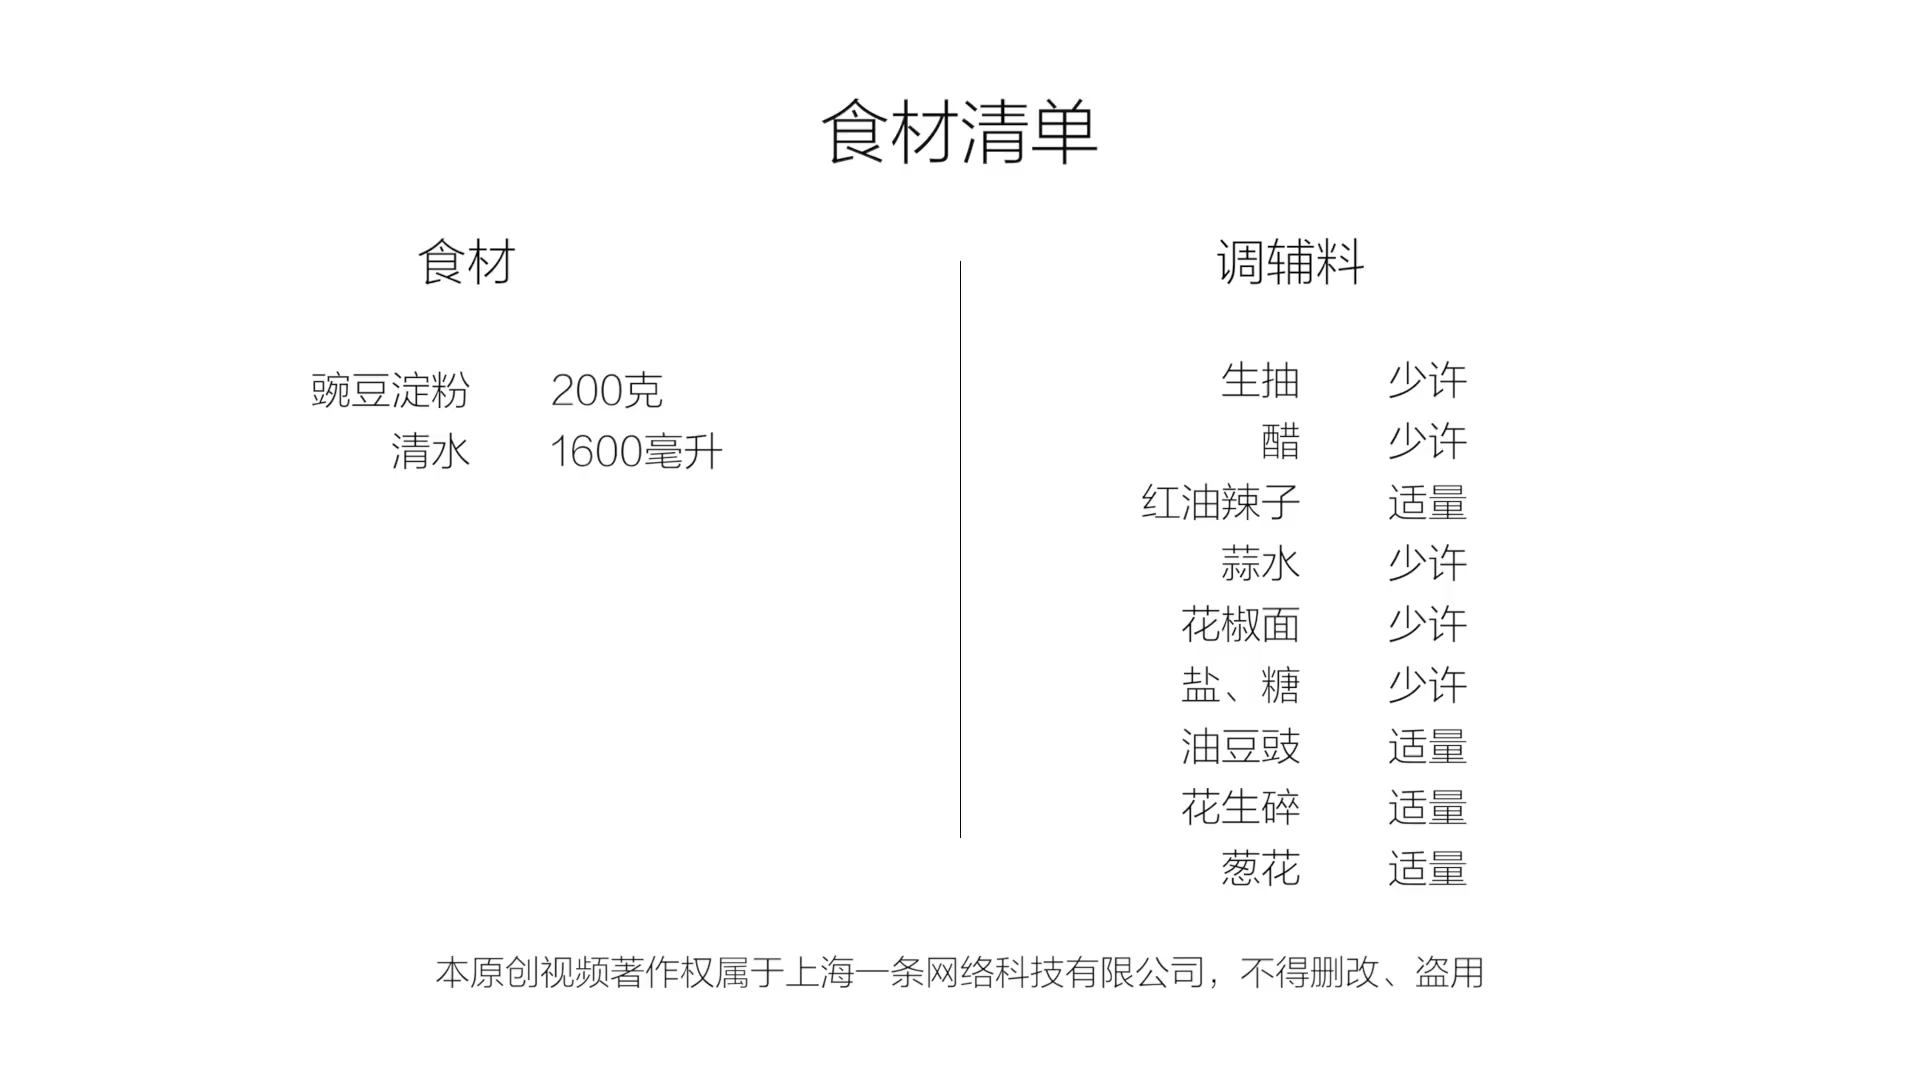 食材清单
食材
豌豆淀粉 200克
清水 1600毫升
调辅料
生抽 少许
醋 少许
红油辣子 适量
蒜水 少许
花椒面 少许
盐、糖 少许
油豆豉 适量
花生碎 适量
葱花 适量
本原创视频著作权属于上海一条网络科技有限公司，不得删改、盗用